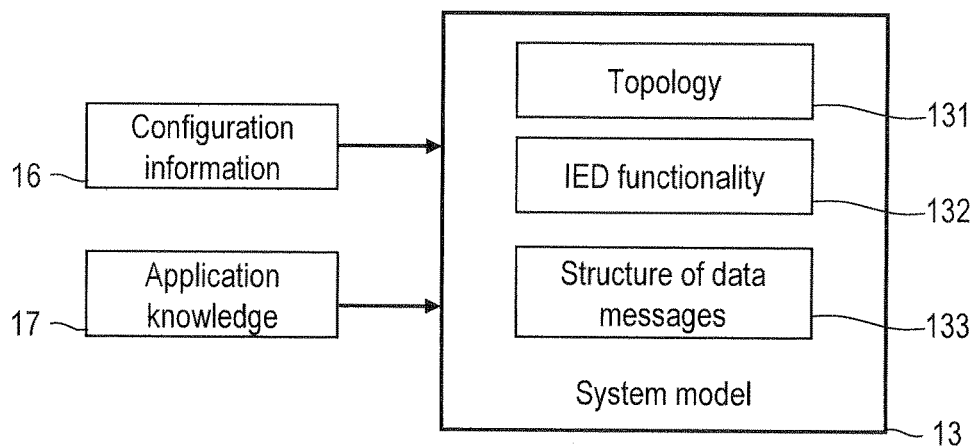 Topology
131
Configuration
information
16
IED functionality
132
Application
knowledge
17
Structure of data
messages
133
System model
13